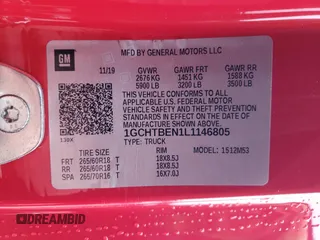 GM
MFD BY GENERAL MOTORS LLC
11/19 GVWR GAWR FRT GAWR RR
2676 KG 1451 KG 1588 KG
5900 LB 3200 LB 3500 LB
THIS VEHICLE CONFORMS TO ALL APPLICABLE U.S. FEDERAL MOTOR
VEHICLE SAFETY AND THEFT PREVENTION
STANDARDS IN EFFECT ON THE DATE OF
MANUFACTURE SHOWN ABOVE.
1GCHTBEN1L1146805
TYPE: TRUCK
MODEL: 1512M53
TIRE SIZE RIM
FRT 265/60R18 T 18X8.5J
RR 265/60R18 T 18X8.5J
SPA 265/70R16 T 16X7.0J
DREAMBID